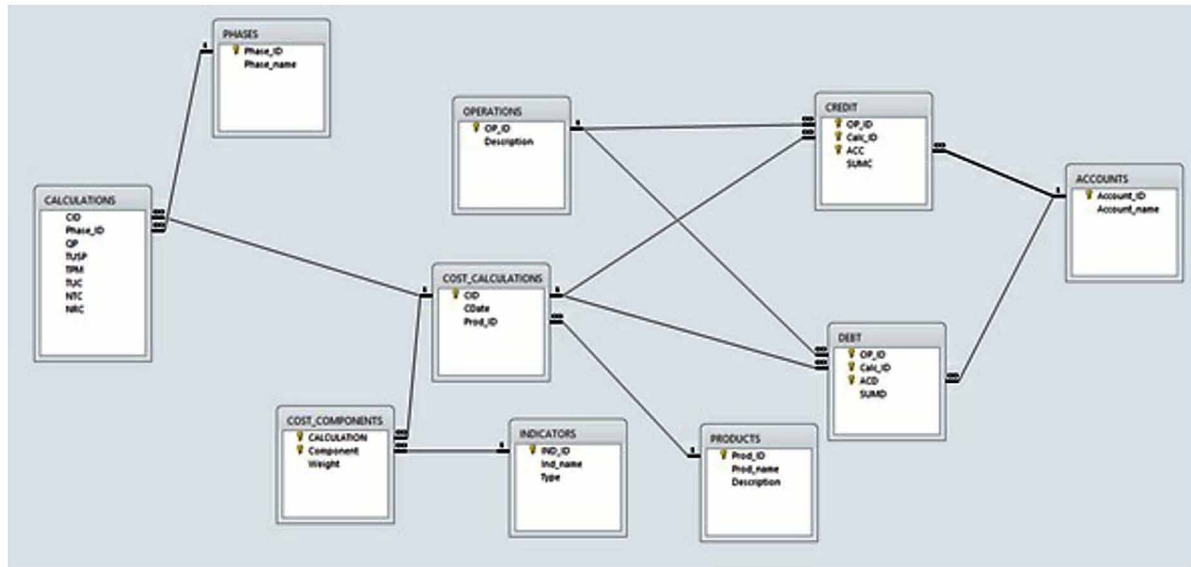 PHASES
Phase_ID
Phase_name
OPERATIONS
OP_ID
Description
CREDIT
OP_ID
Calc_ID
ACC
SUMC
ACCOUNTS
Account_ID
Account_name
CALCULATIONS
CID
Phase_ID
QP
TUSP
TPM
TUC
NTC
NRC
COST_CALCULATIONS
CID
CDate
Prod_ID
DEBT
OP_ID
Calc_ID
ACD
SUMD
COST_COMPONENTS
CALCULATION
Component
Weight
INDICATORS
IND_ID
Ind_name
Type
PRODUCTS
Prod_ID
Prod_name
Description